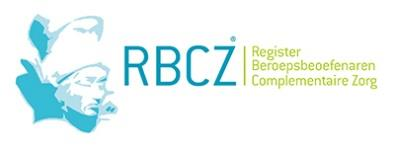 RBCZ®
Register
Beroepsbeoefenaren
Complementaire Zorg